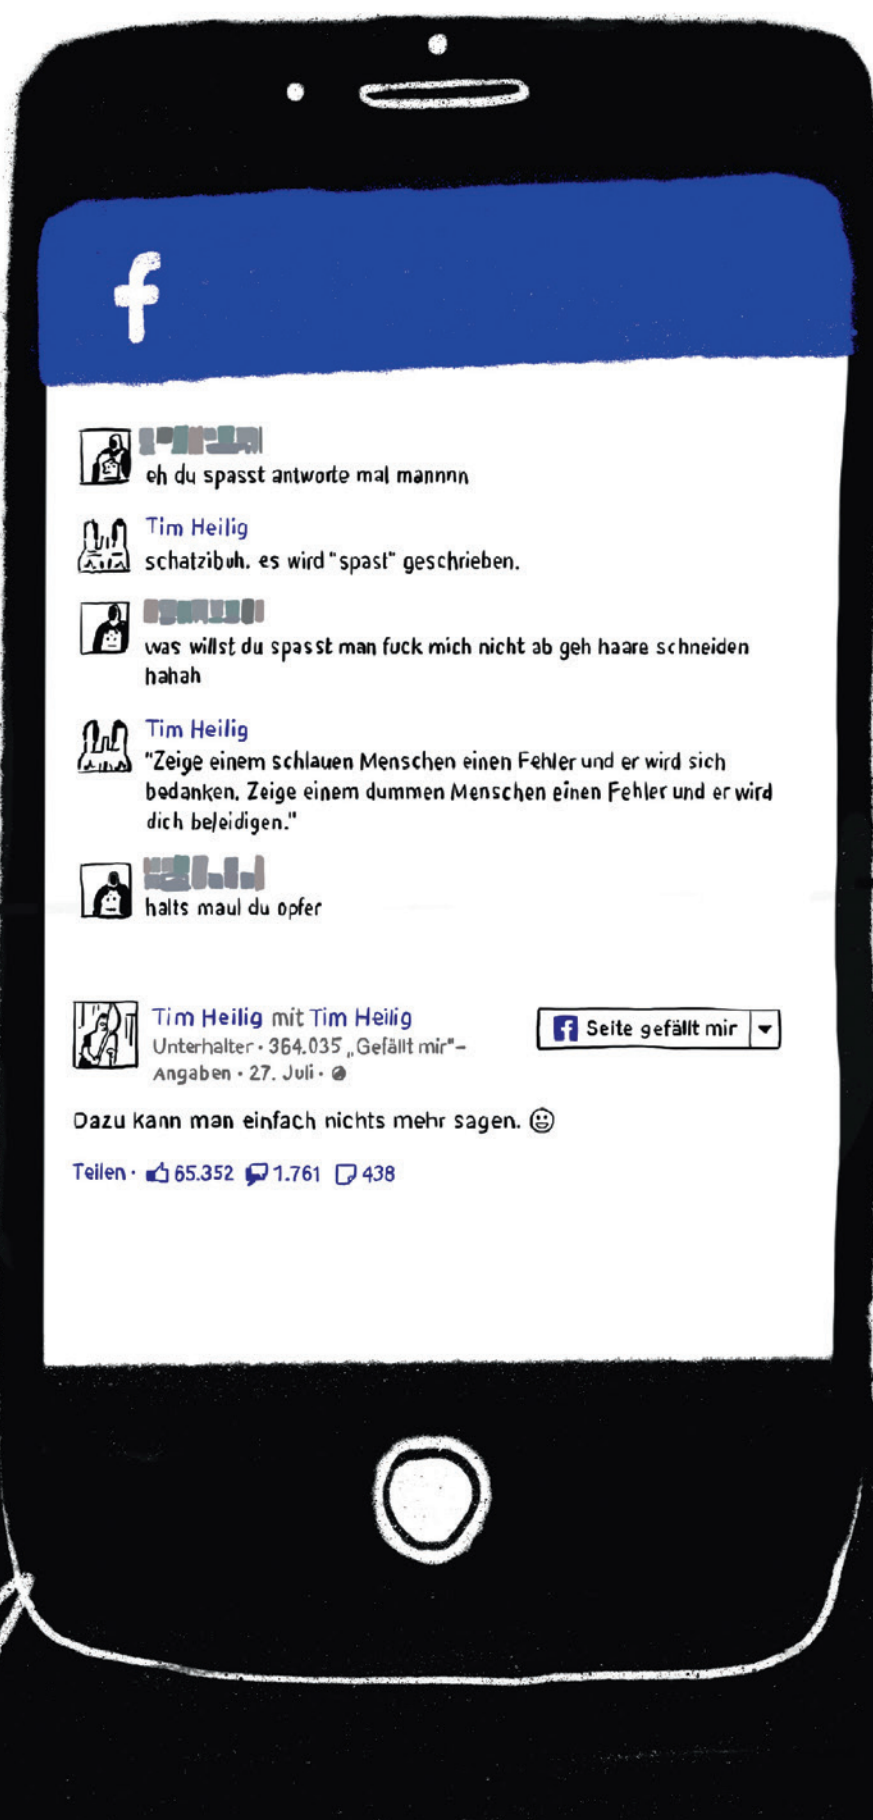 f
eh du spasst antworte mal mannnn
Tim Heilig
schatzibuh. es wird "spast" geschrieben.
was willst du spasst man fuck mich nicht ab geh haare schneiden
hahah
Tim Heilig
"Zeige einem schlauen Menschen einen Fehler und er wird sich
bedanken. Zeige einem dummen Menschen einen Fehler und er wird
dich beleidigen."
halts maul du opfer
Tim Heilig mit Tim Heilig
Unterhalter · 364.035 „Gefällt mir"-
Angaben · 27. Juli ·
f Seite gefällt mir
Dazu kann man einfach nichts mehr sagen.
Teilen · 65.352 1.761 438